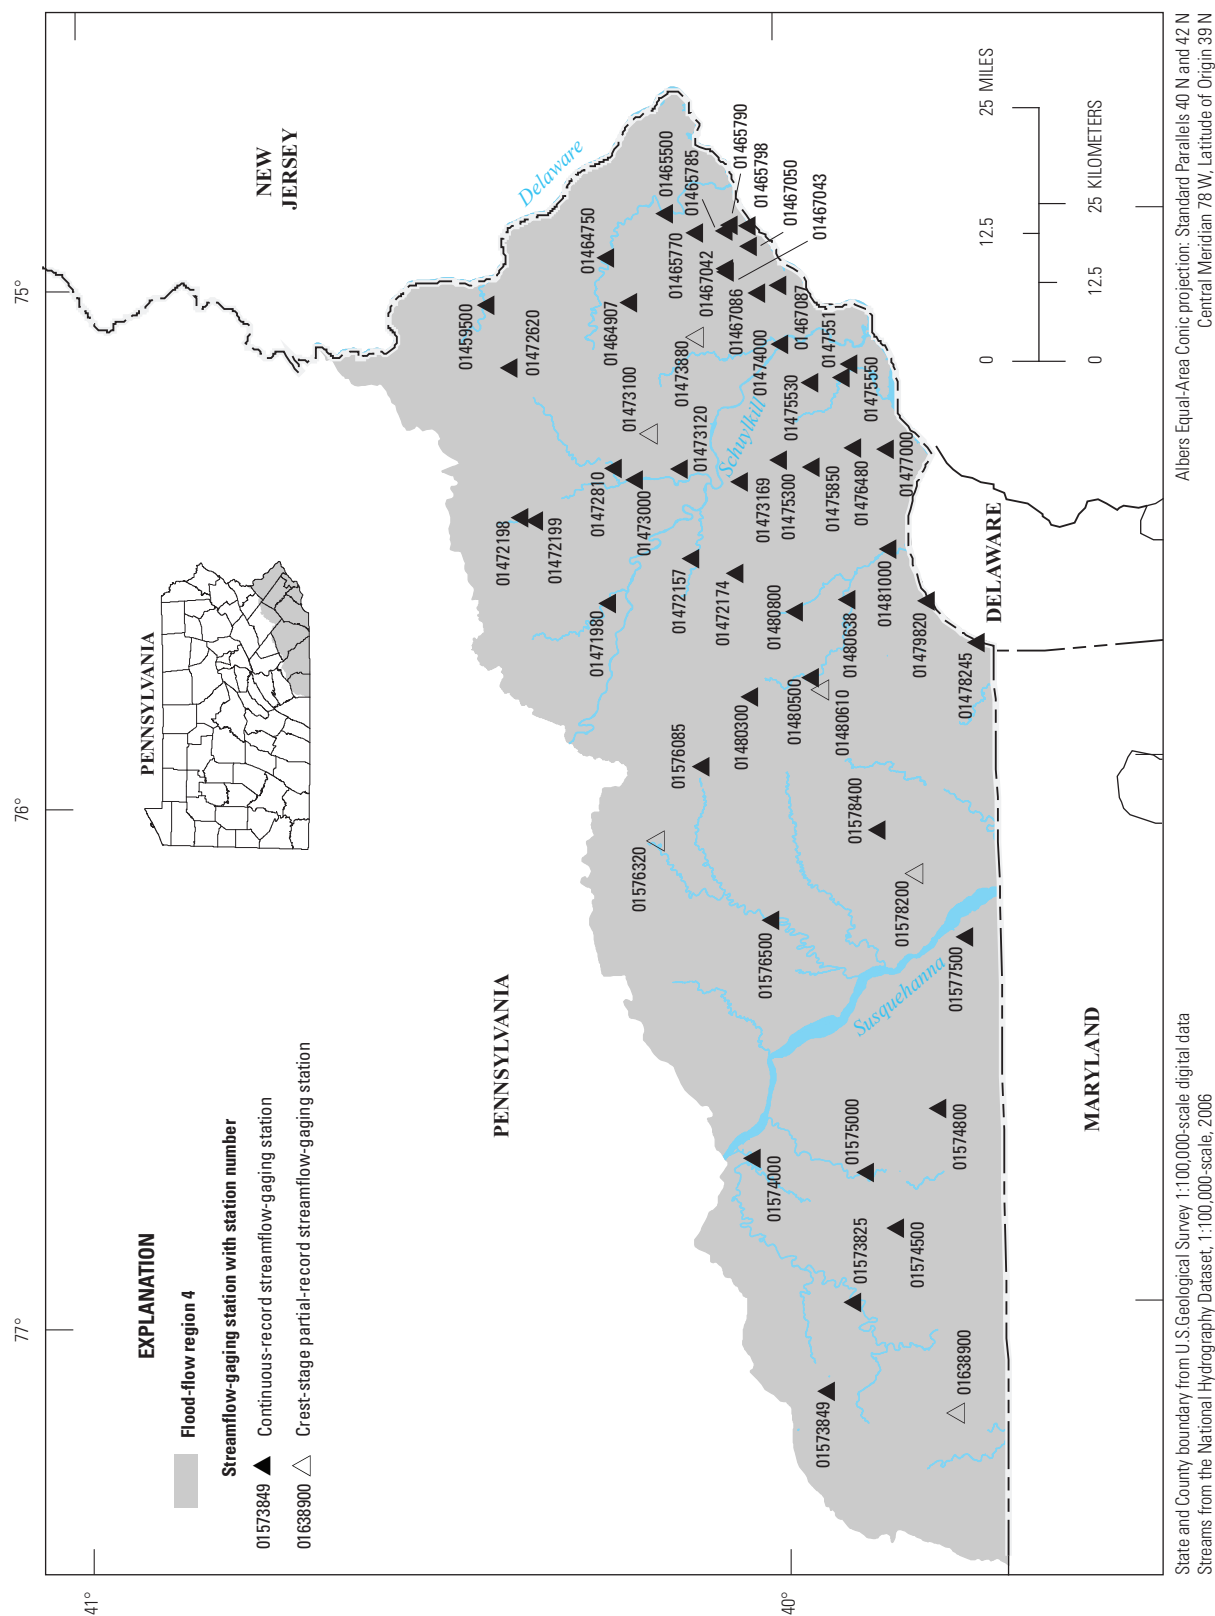 41°
40°
77°
76°
75°
EXPLANATION
Flood-flow region 4
Streamflow-gaging station with station number
01573849 Continuous-record streamflow-gaging station
01638900 Crest-stage partial-record streamflow-gaging station
PENNSYLVANIA
PENNSYLVANIA
NEW
JERSEY
MARYLAND
DELAWARE
Delaware
Schuylkill
Susquehanna
01573849
01638900
01573825
01574500
01574000
01575000
01574800
01576500
01576320
01577500
01578200
01578400
01576085
01480300
01480500
01480610
01478245
01479820
01480638
01481000
01480800
01471980
01472157
01472174
01472198
01472199
01472810
01473000
01473120
01473100
01473169
01475300
01475850
01476480
01477000
01475530
01475550
01475551
01474000
01473880
01472620
01459500
01464907
01464750
01467086
01467087
01467042
01465770
01465500
01465785
01465790
01465798
01467050
01467043
0 12.5 25 MILES
0 12.5 25 KILOMETERS
State and County boundary from U.S.Geological Survey 1:100,000-scale digital data
Streams from the National Hydrography Dataset, 1:100,000-scale, 2006
Albers Equal-Area Conic projection: Standard Parallels 40 N and 42 N
Central Meridian 78 W, Latitude of Origin 39 N